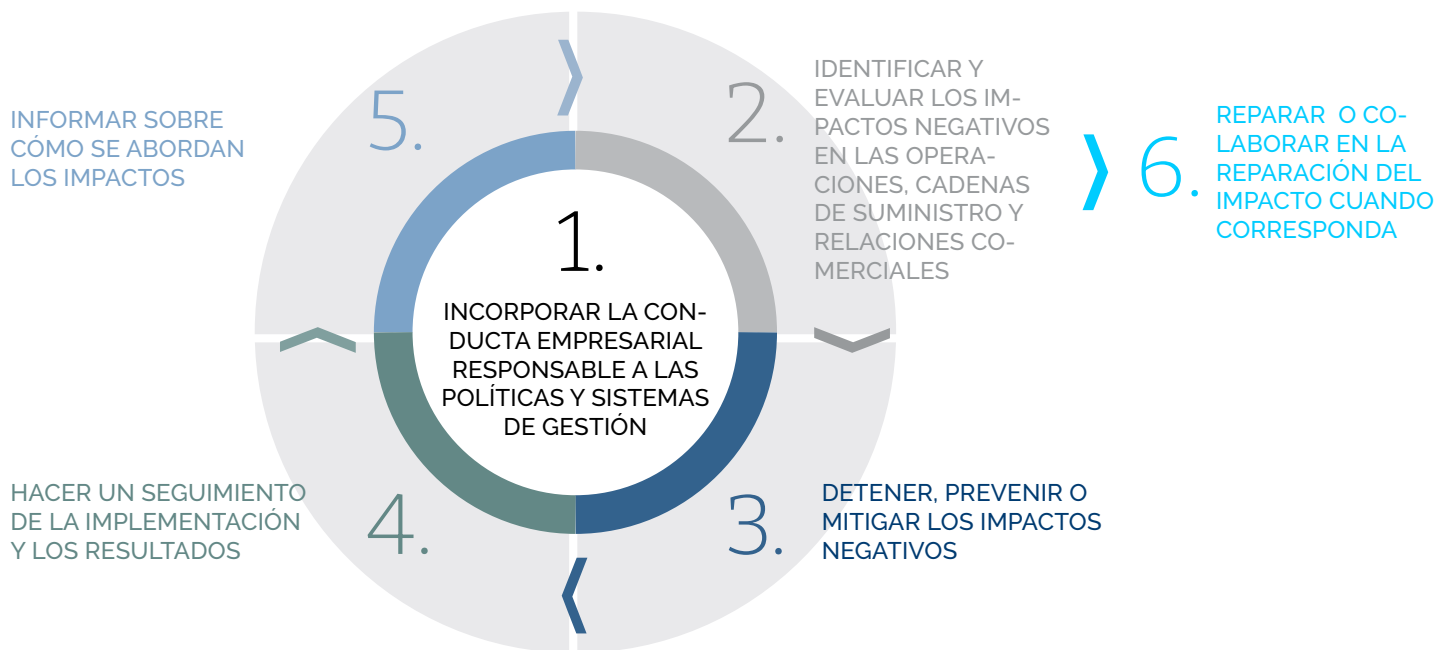 1.
INCORPORAR LA CON-
DUCTA EMPRESARIAL
RESPONSABLE A LAS
POLÍTICAS Y SISTEMAS
DE GESTIÓN
2.
IDENTIFICAR Y
EVALUAR LOS IM-
PACTOS NEGATIVOS
EN LAS OPERA-
CIONES, CADENAS
DE SUMINISTRO Y
RELACIONES CO-
MERCIALES
3.
DETENER, PREVENIR O
MITIGAR LOS IMPACTOS
NEGATIVOS
4.
HACER UN SEGUIMIENTO
DE LA IMPLEMENTACIÓN
Y LOS RESULTADOS
5.
INFORMAR SOBRE
CÓMO SE ABORDAN
LOS IMPACTOS
6.
REPARAR O CO-
LABORAR EN LA
REPARACIÓN DEL
IMPACTO CUANDO
CORRESPONDA